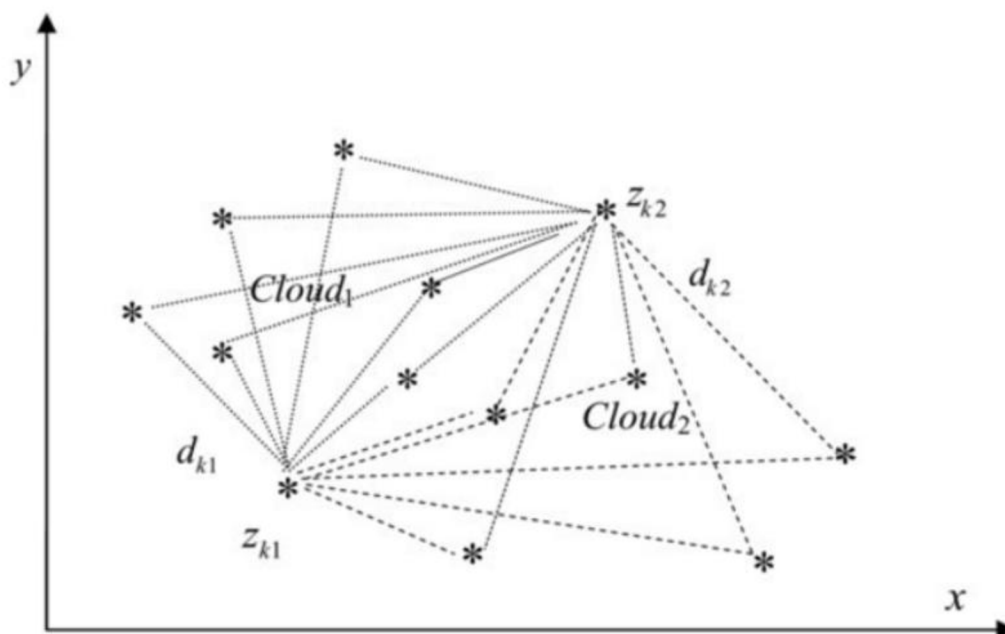 y
z_{k2}
d_{k2}
Cloud_1
Cloud_2
d_{k1}
z_{k1}
x